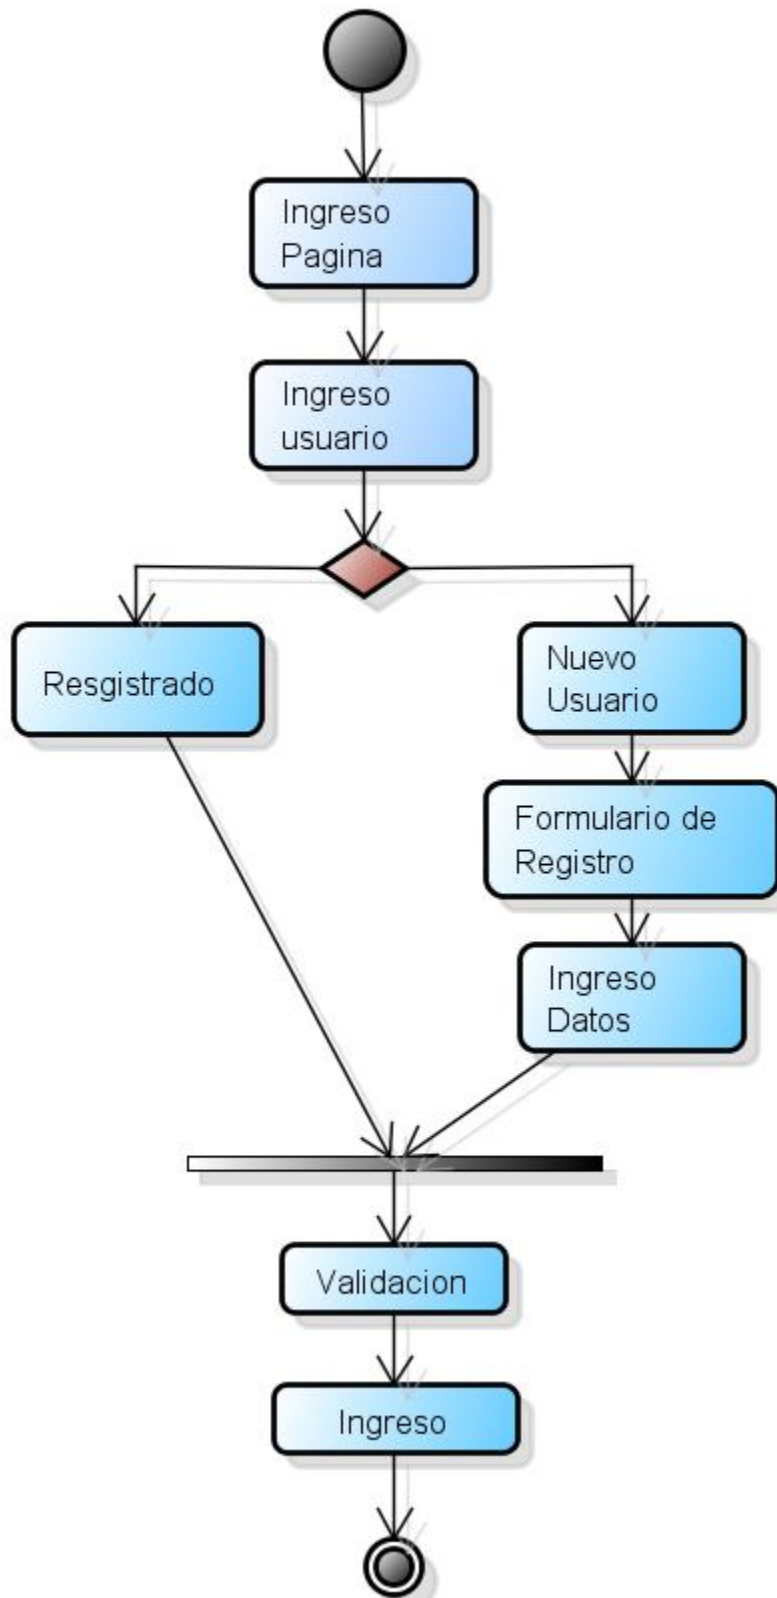 Ingreso
Pagina
Ingreso
usuario
Resgistrado
Nuevo
Usuario
Formulario de
Registro
Ingreso
Datos
Validacion
Ingreso